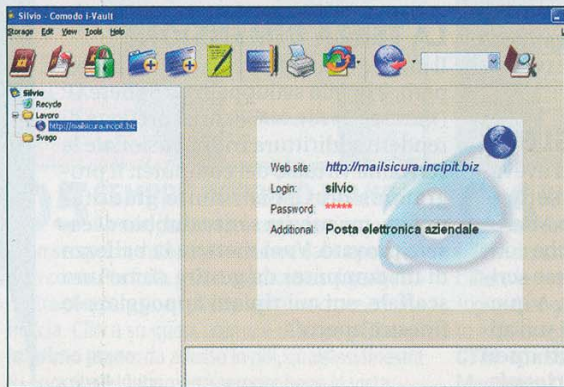 Silvio - Comodo i-Vault
Storage Edit View Tools Help
Silvio
Recycle
Lavoro
http://mailsicura.incipit.biz
Svago
Web site: http://mailsicura.incipit.biz
Login: silvio
Password: *****
Additional: Posta elettronica aziendale